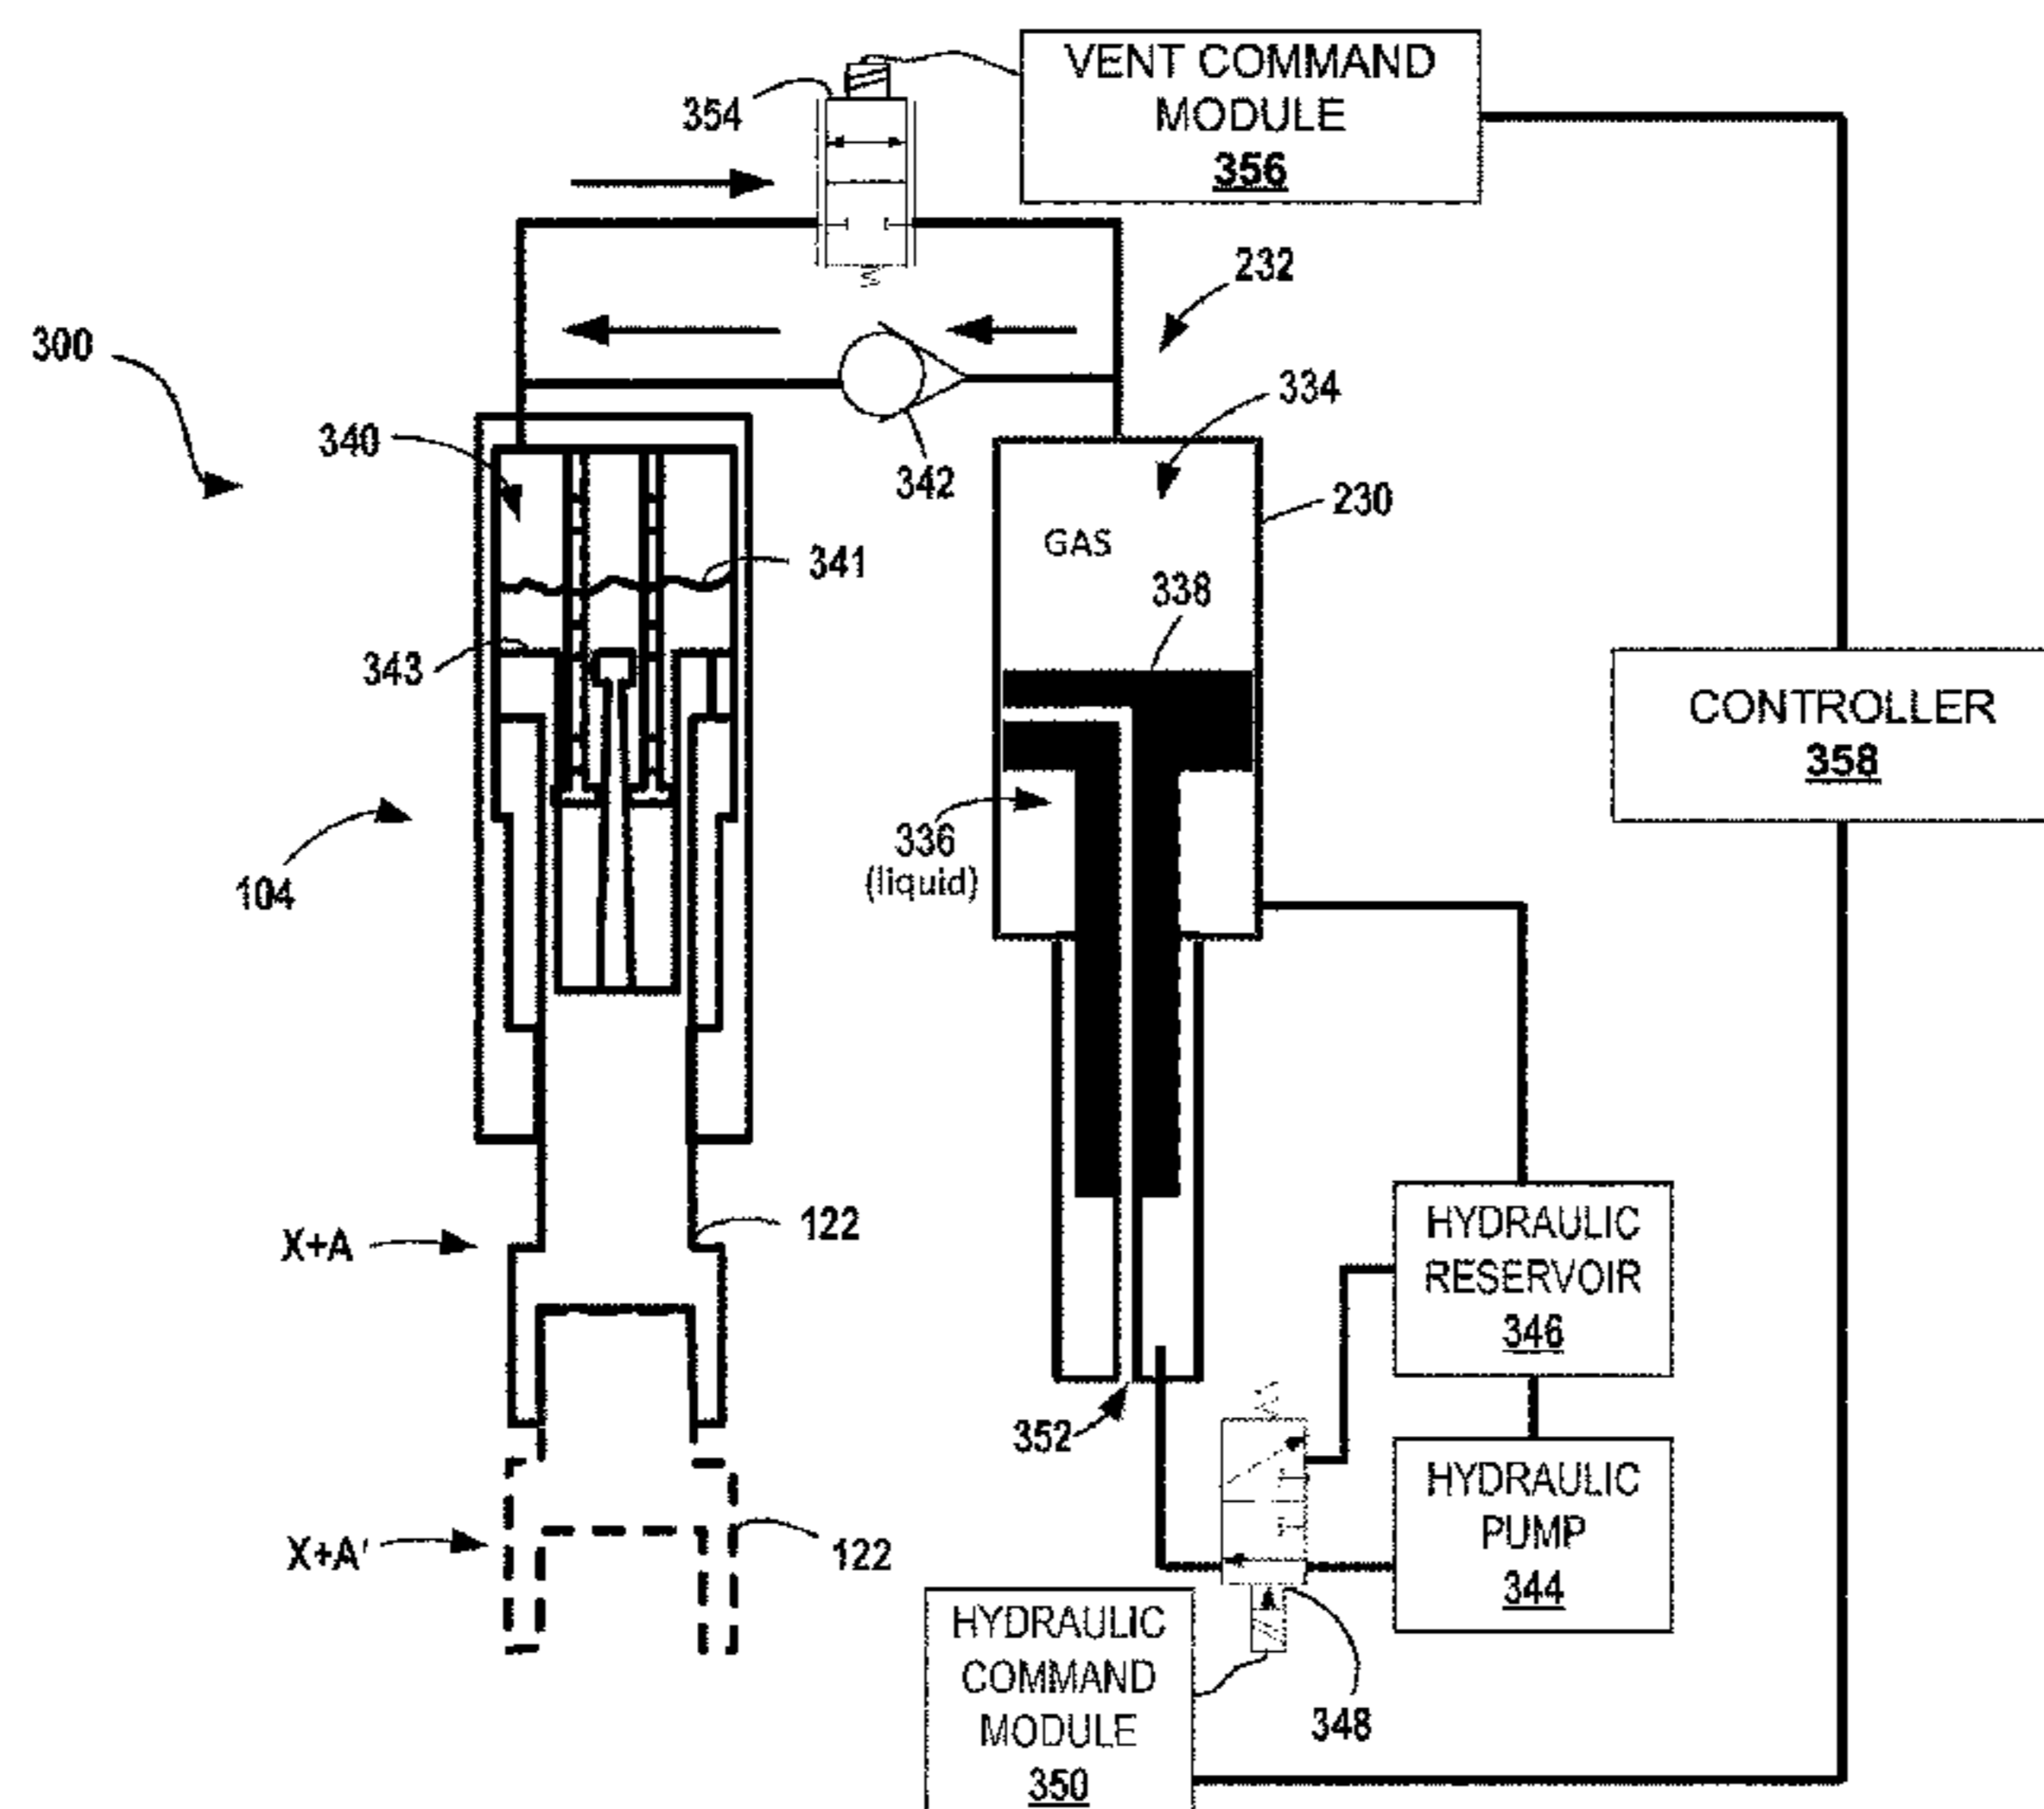 VENT COMMAND
MODULE
356
354
232
300
334
340
342
230
GAS
341
338
343
CONTROLLER
358
336
(liquid)
104
X+A
122
HYDRAULIC
RESERVOIR
346
352
HYDRAULIC
PUMP
344
X+A'
122
HYDRAULIC
COMMAND
MODULE
350
348